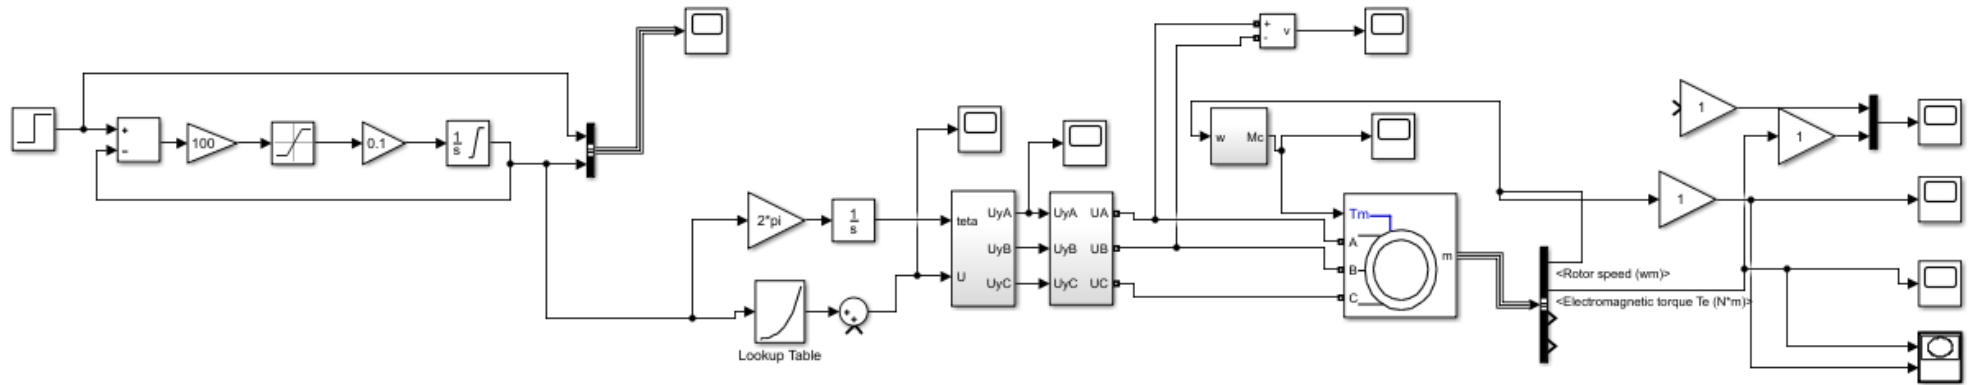 +
−
100
0.1
1
s
∫
2*pi
1
s
Lookup Table
+
+
teta
U
UyA
UyB
UyC
UyA
UyB
UyC
UA
UB
UC
+
-
v
w
Mc
Tm
A
B
C
m
<Rotor speed (wm)>
<Electromagnetic torque Te (N*m)>
1
1
1